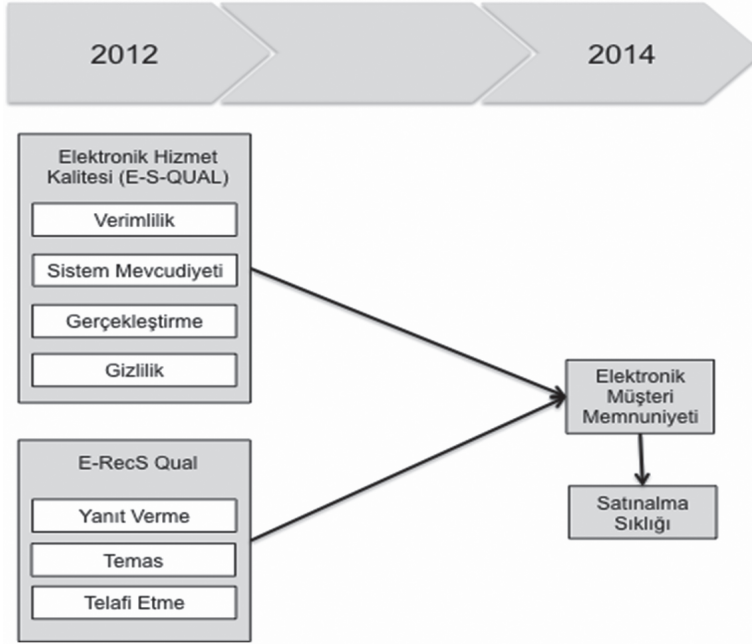 2012
2014
Elektronik Hizmet
Kalitesi (E-S-QUAL)
Verimlilik
Sistem Mevcudiyeti
Gerçekleştirme
Gizlilik
E-RecS Qual
Yanıt Verme
Temas
Telafi Etme
Elektronik
Müşteri
Memnuniyeti
Satınalma
Sıklığı